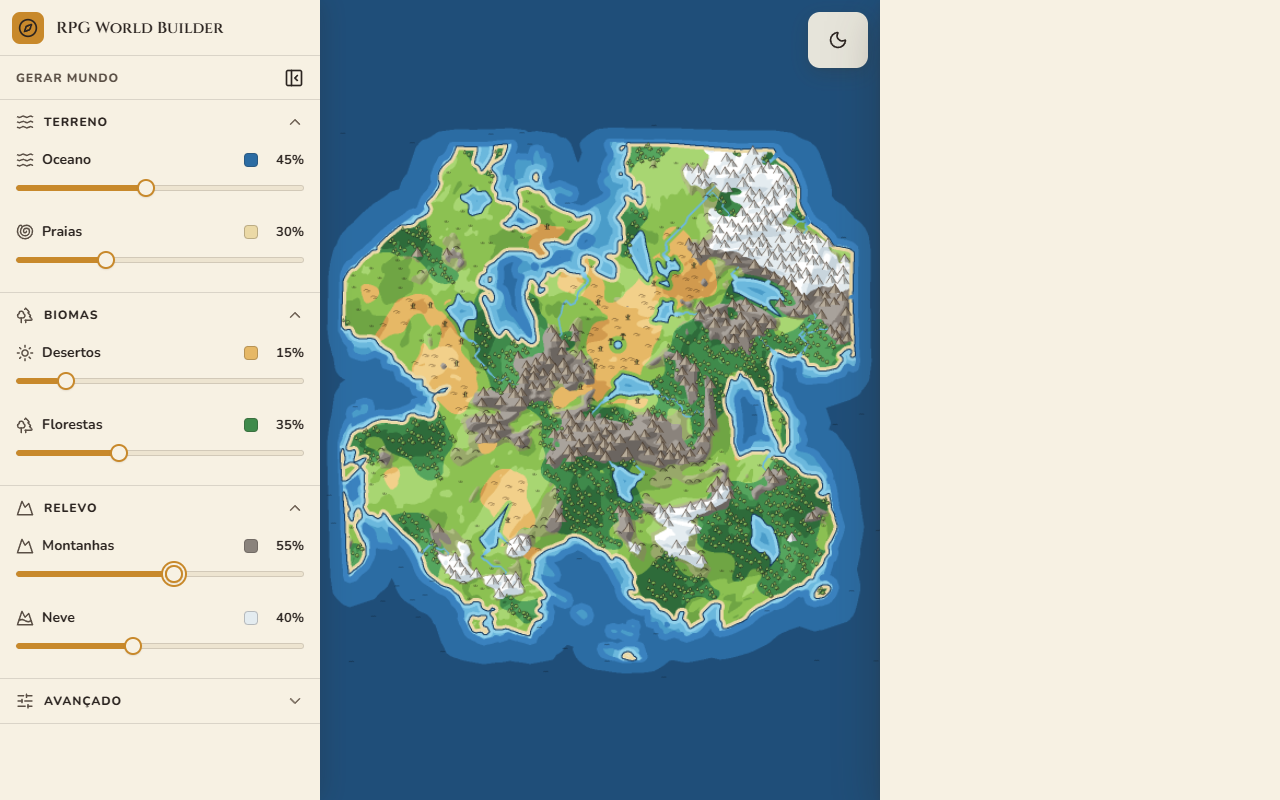 RPG World Builder
GERAR MUNDO
TERRENO
Oceano 45%
Praias 30%
BIOMAS
Desertos 15%
Florestas 35%
RELEVO
Montanhas 55%
Neve 40%
AVANÇADO